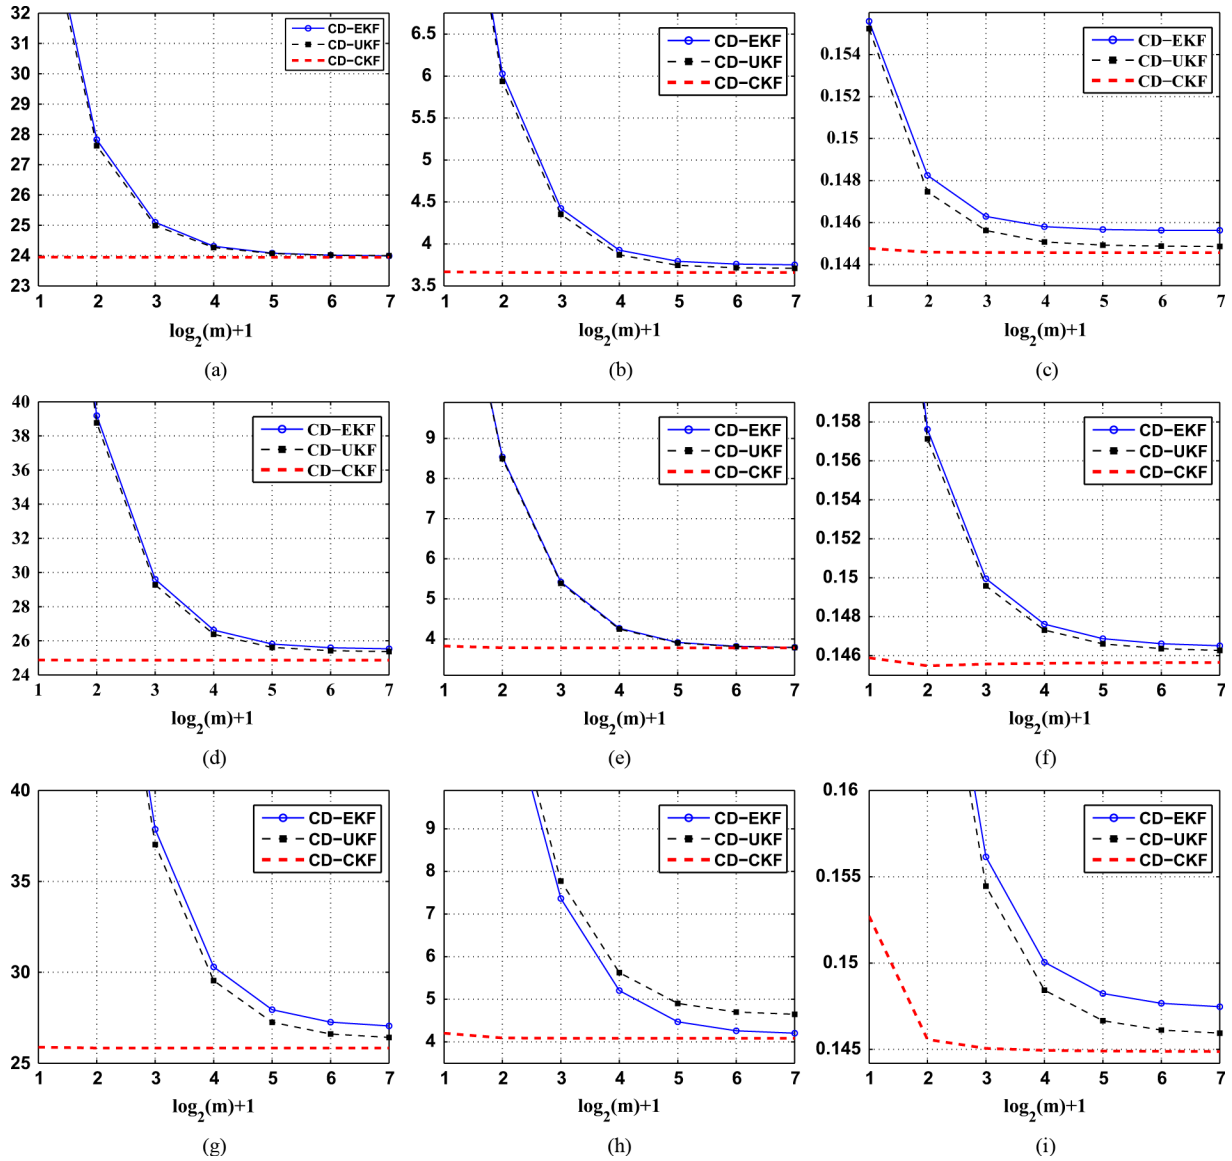 32
31
30
29
28
27
26
25
24
23
1 2 3 4 5 6 7
CD-EKF
CD-UKF
CD-CKF
log2(m)+1
(a)
6.5
6
5.5
5
4.5
4
3.5
1 2 3 4 5 6 7
CD-EKF
CD-UKF
CD-CKF
log2(m)+1
(b)
0.154
0.152
0.15
0.148
0.146
0.144
1 2 3 4 5 6 7
CD-EKF
CD-UKF
CD-CKF
log2(m)+1
(c)
40
38
36
34
32
30
28
26
24
1 2 3 4 5 6 7
CD-EKF
CD-UKF
CD-CKF
log2(m)+1
(d)
9
8
7
6
5
4
1 2 3 4 5 6 7
CD-EKF
CD-UKF
CD-CKF
log2(m)+1
(e)
0.158
0.156
0.154
0.152
0.15
0.148
0.146
1 2 3 4 5 6 7
CD-EKF
CD-UKF
CD-CKF
log2(m)+1
(f)
40
35
30
25
1 2 3 4 5 6 7
CD-EKF
CD-UKF
CD-CKF
log2(m)+1
(g)
9
8
7
6
5
4
1 2 3 4 5 6 7
CD-EKF
CD-UKF
CD-CKF
log2(m)+1
(h)
0.16
0.155
0.15
0.145
1 2 3 4 5 6 7
CD-EKF
CD-UKF
CD-CKF
log2(m)+1
(i)